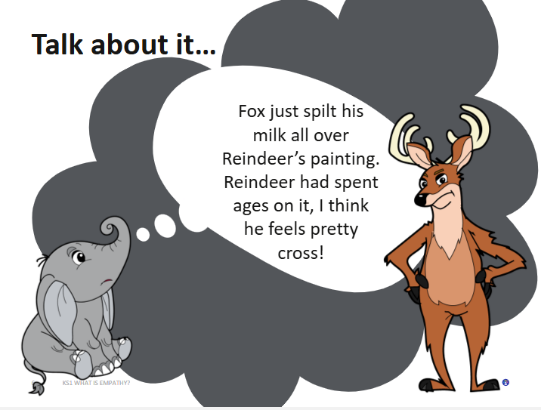 Talk about it...
Fox just spilt his
milk all over
Reindeer’s painting.
Reindeer had spent
ages on it, I think
he feels pretty
cross!
KS1 WHAT IS EMPATHY?